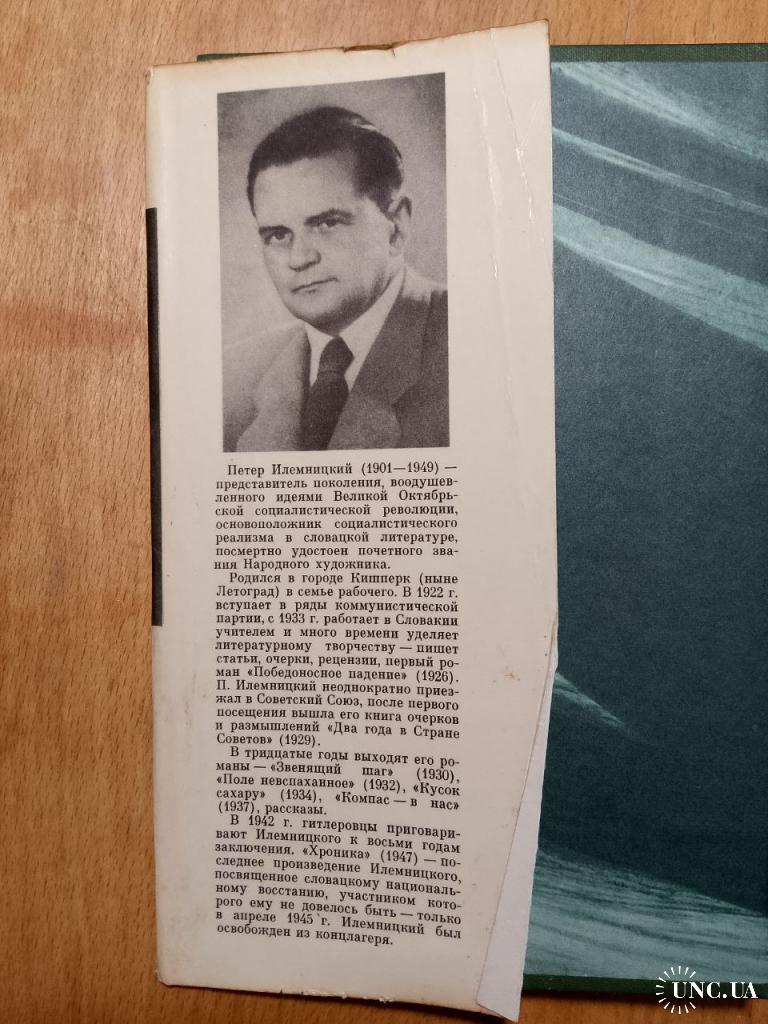 Петер Илемницкий (1901—1949) —
представитель поколения, воодушев-
ленного идеями Великой Октябрь-
ской социалистической революции,
основоположник социалистического
реализма в словацкой литературе,
посмертно удостоен почетного зва-
ния Народного художника.
Родился в городе Кишперк (ныне
Летоград) в семье рабочего. В 1922 г.
вступает в ряды коммунистической
партии, с 1933 г. работает в Словакии
учителем и много времени уделяет
литературному творчеству — пишет
статьи, очерки, рецензии, первый ро-
ман «Победоносное падение» (1926).
П. Илемницкий неоднократно приез-
жал в Советский Союз, после первого
посещения вышла его книга очерков
и размышлений «Два года в Стране
Советов» (1929).
В тридцатые годы выходят его ро-
маны — «Звенящий шаг» (1930),
«Поле невспаханное» (1932), «Кусок
сахару» (1934), «Компас — в нас»
(1937), рассказы.
В 1942 г. гитлеровцы приговари-
вают Илемницкого к восьми годам
заключения. «Хроника» (1947) — по-
следнее произведение Илемницкого,
посвященное словацкому националь-
ному восстанию, участником кото-
рого ему не довелось быть — только
в апреле 1945 г. Илемницкий был
освобожден из концлагеря.
UNC.UA